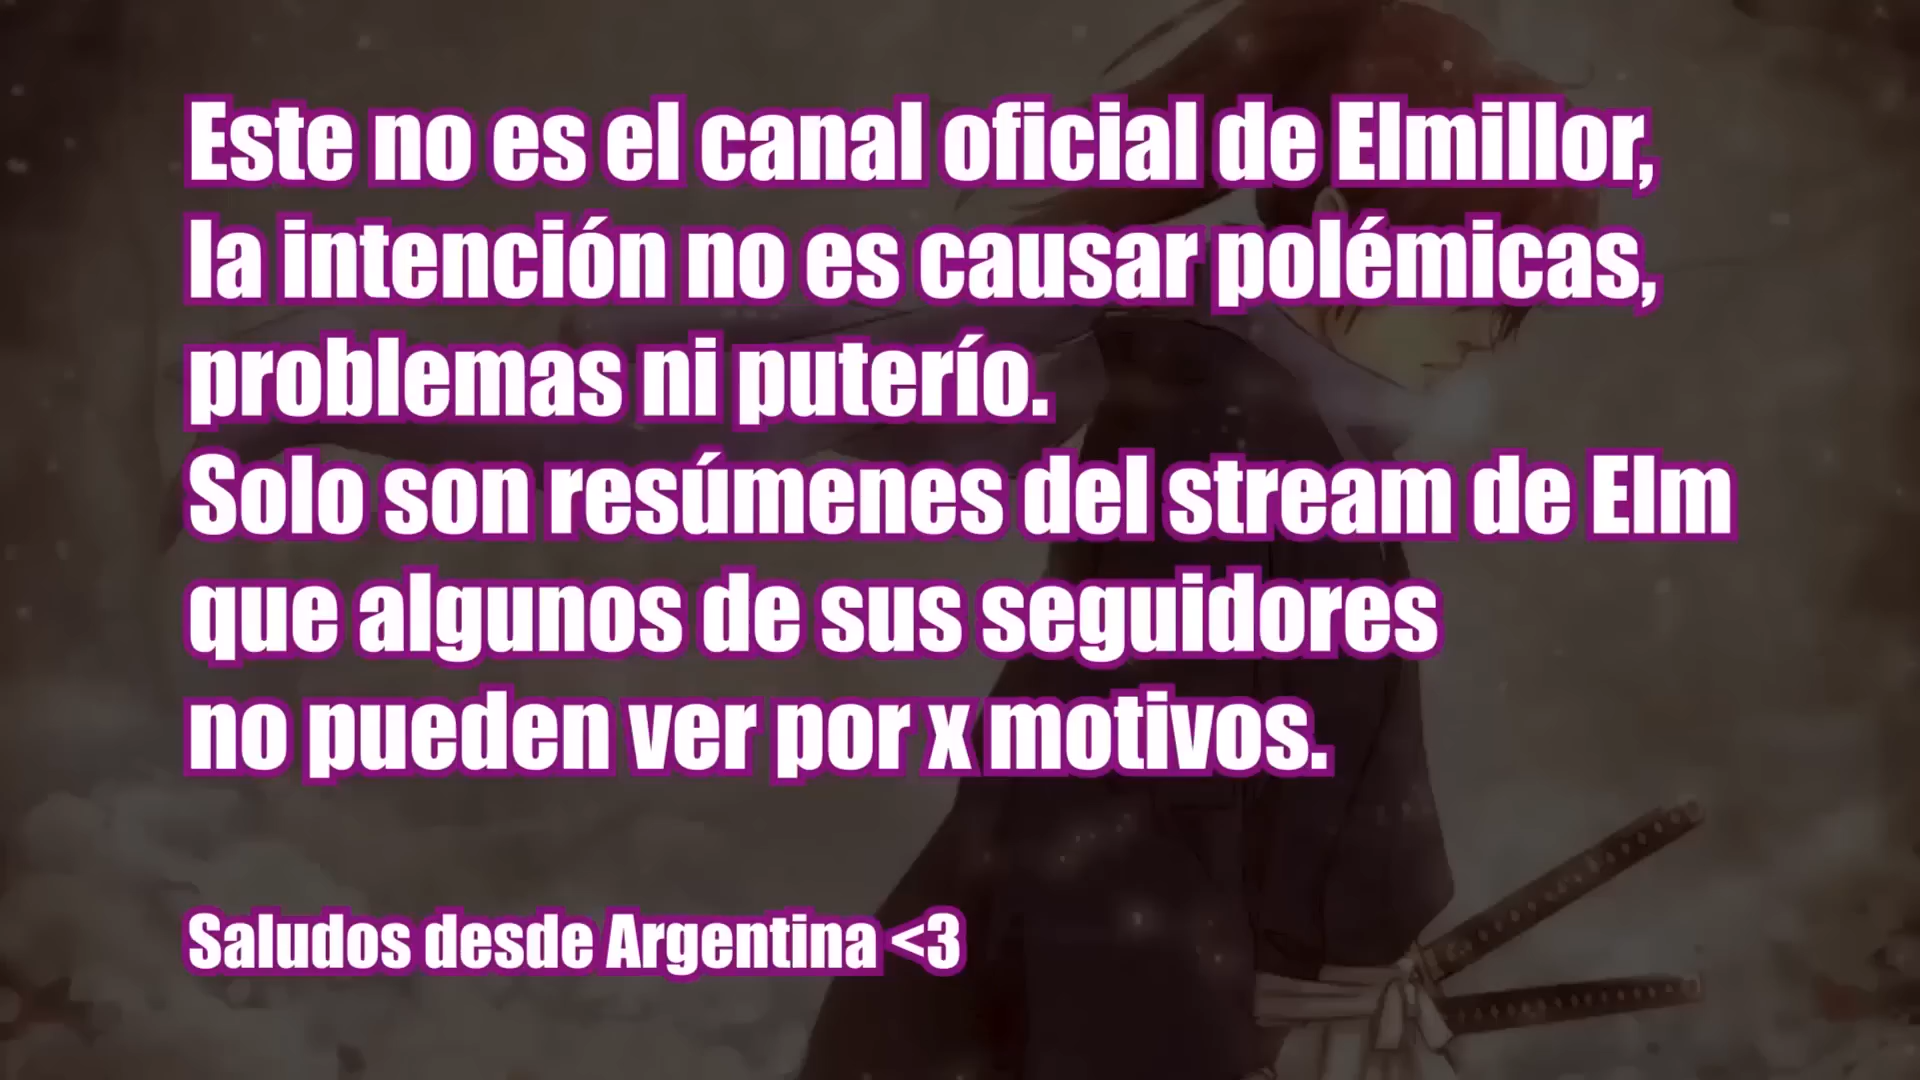 Este no es el canal oficial de Elmillor,
la intención no es causar polémicas,
problemas ni puterío.
Solo son resúmenes del stream de Elm
que algunos de sus seguidores
no pueden ver por x motivos.
Saludos desde Argentina <3